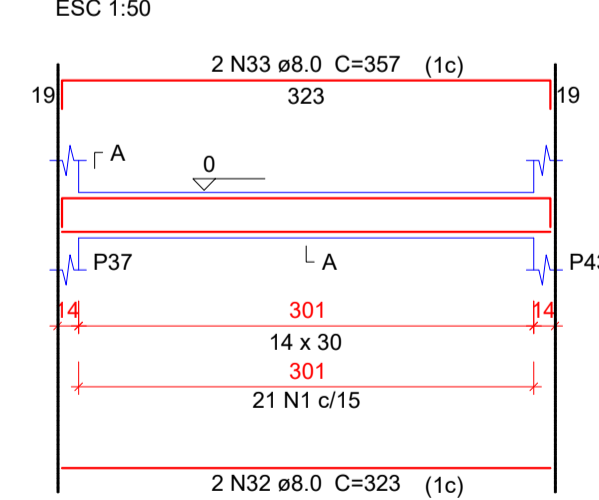 ESC 1:50
2 N33 ø8.0 C=357 (1c)
19 323 19
A
0
A
P37
14 301 14
14 x 30
301
21 N1 c/15
2 N32 ø8.0 C=323 (1c)